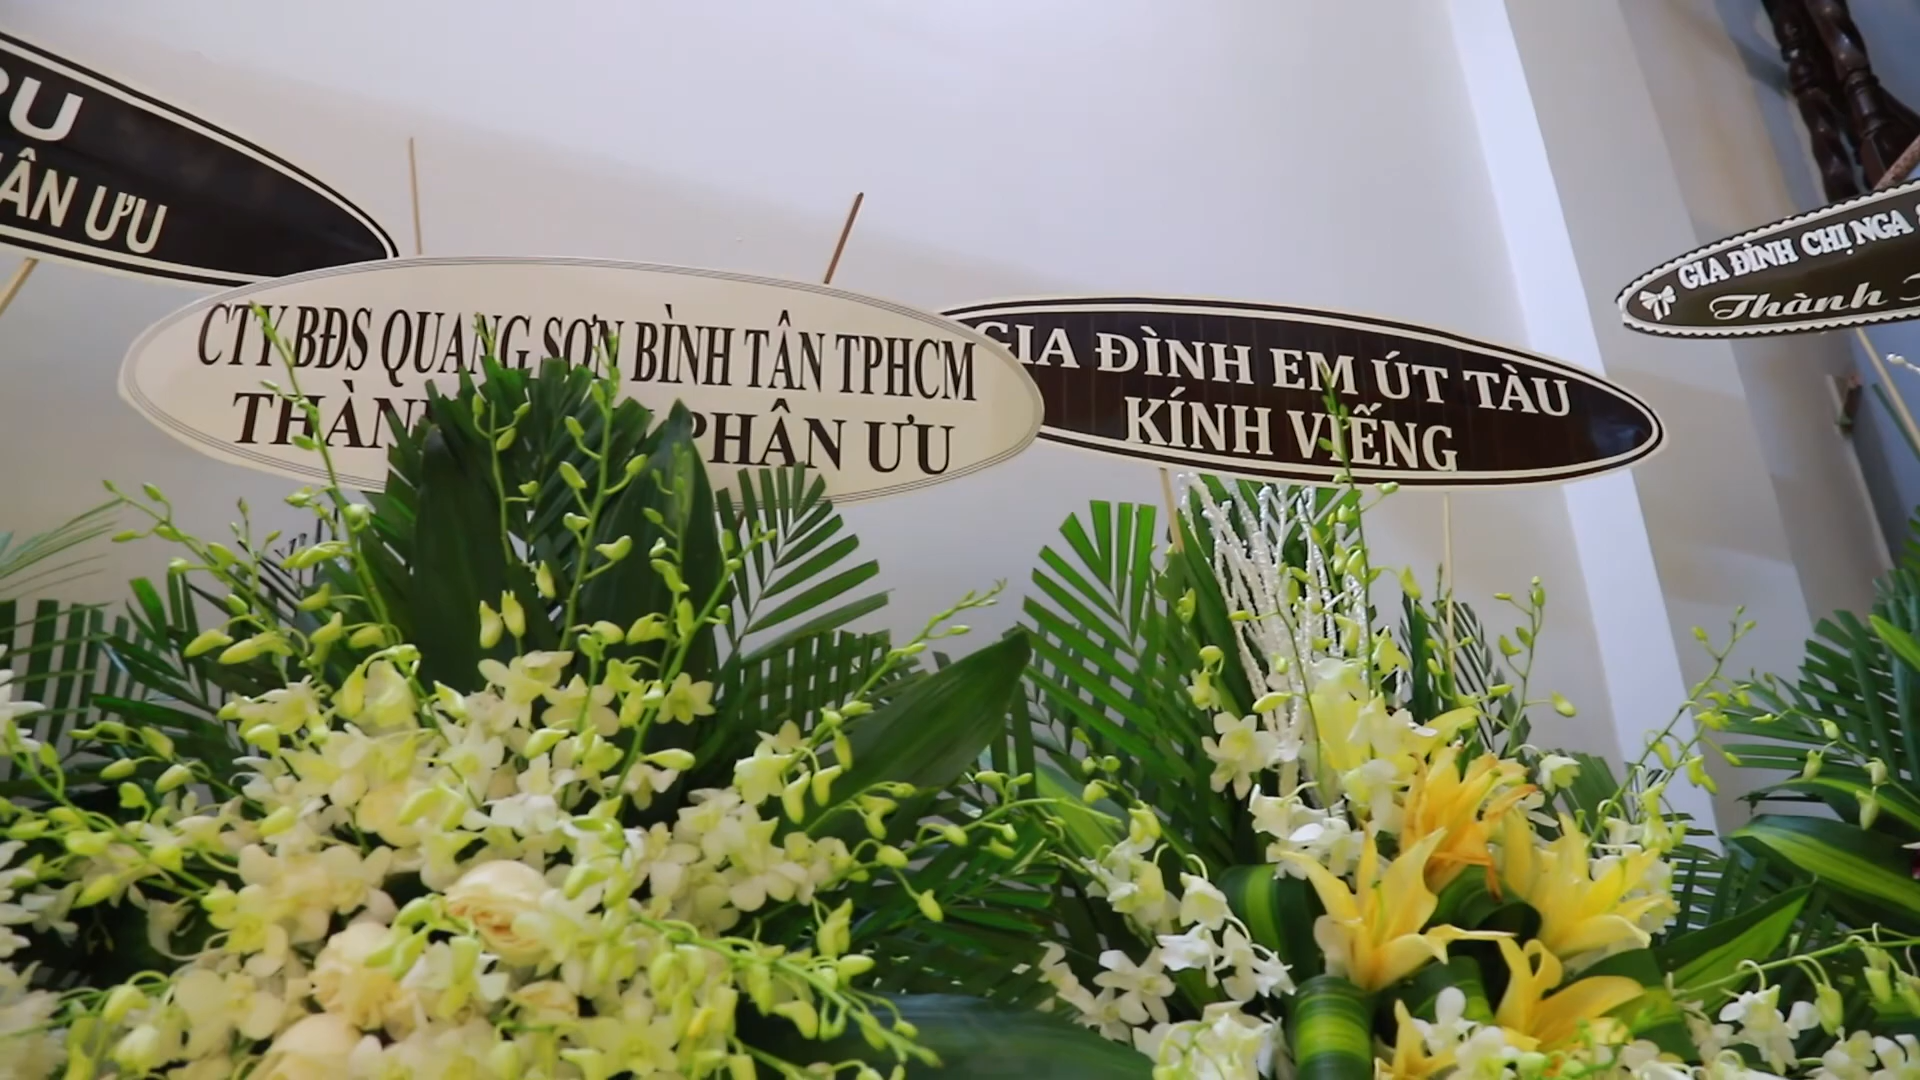 ÂN ƯU
CTY BĐS QUANG SƠN BÌNH TÂN TPHCM
PHÂN ƯU
GIA ĐÌNH EM ÚT TÀU
KÍNH VIẾNG
GIA ĐÌNH CHỊ NGA
Thành